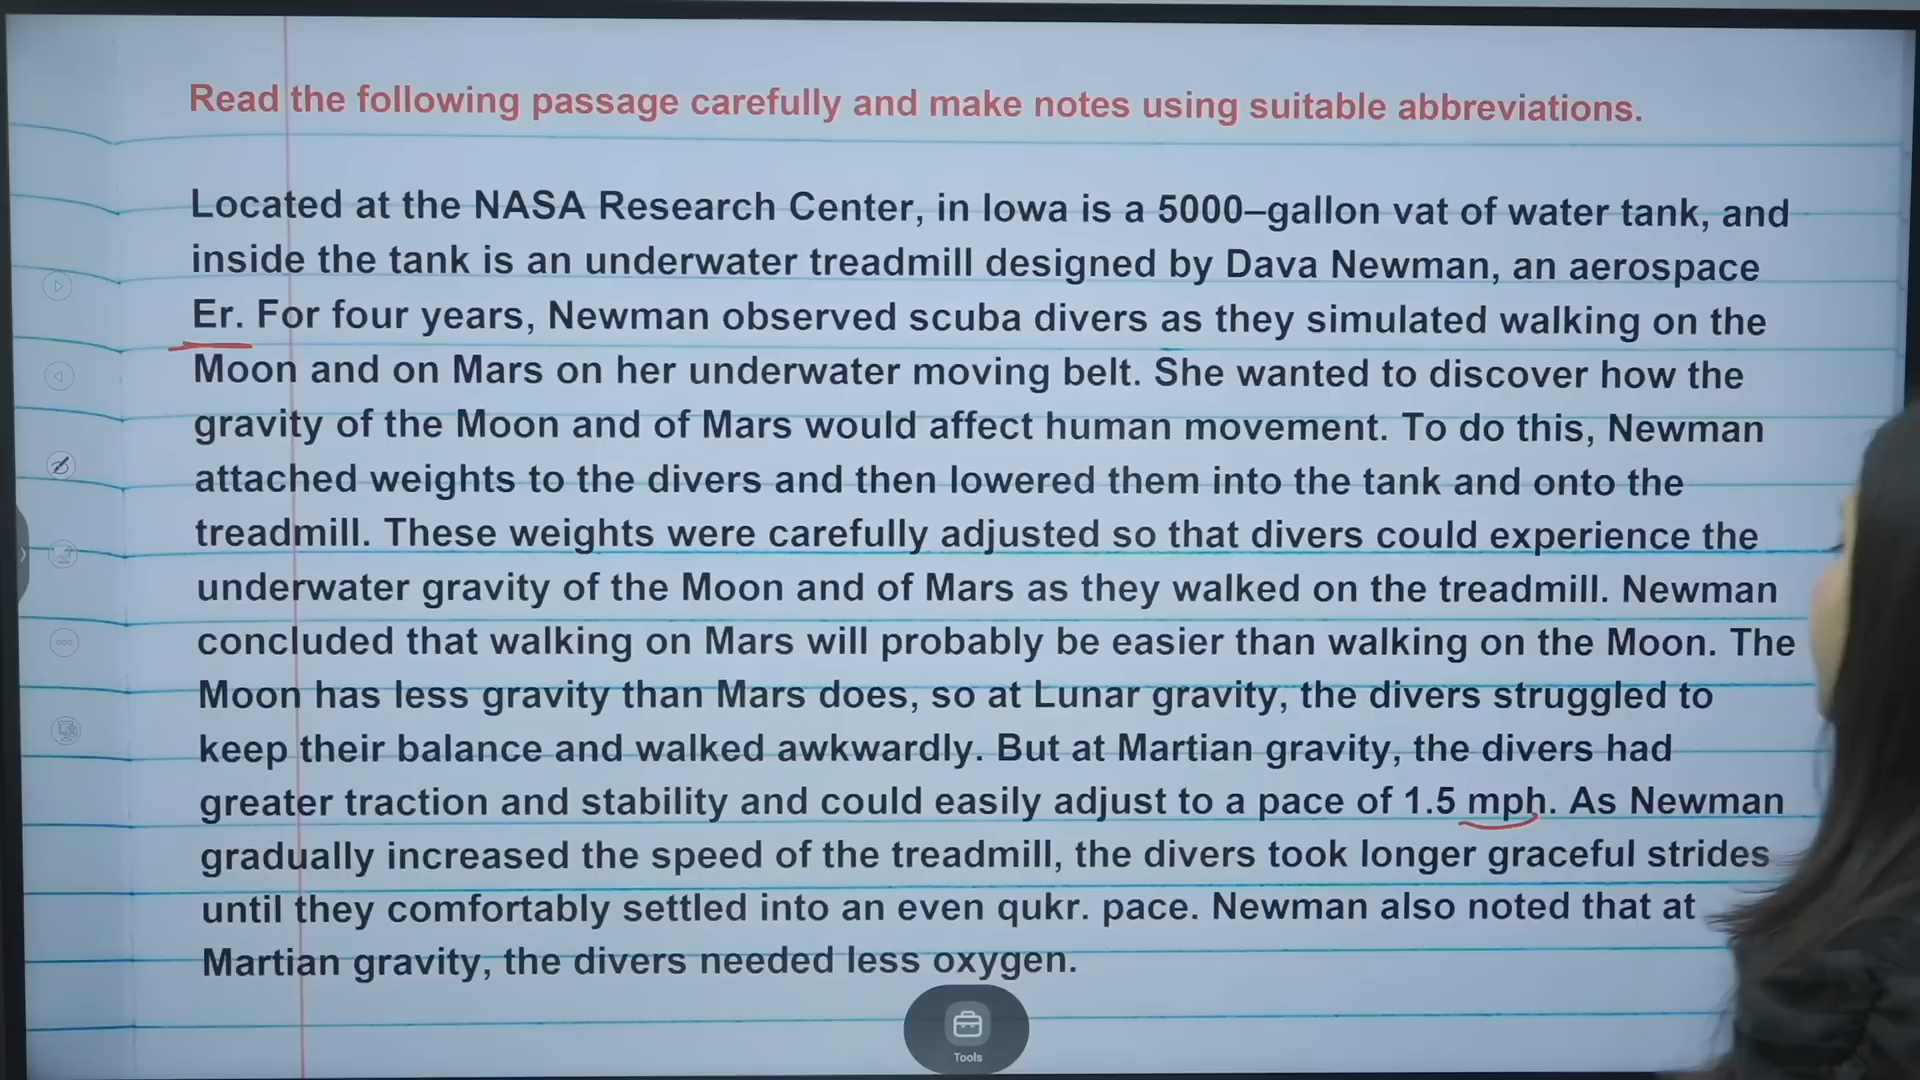 Read the following passage carefully and make notes using suitable abbreviations.
Located at the NASA Research Center, in Iowa is a 5000–gallon vat of water tank, and
inside the tank is an underwater treadmill designed by Dava Newman, an aerospace
Er. For four years, Newman observed scuba divers as they simulated walking on the
Moon and on Mars on her underwater moving belt. She wanted to discover how the
gravity of the Moon and of Mars would affect human movement. To do this, Newman
attached weights to the divers and then lowered them into the tank and onto the
treadmill. These weights were carefully adjusted so that divers could experience the
underwater gravity of the Moon and of Mars as they walked on the treadmill. Newman
concluded that walking on Mars will probably be easier than walking on the Moon. The
Moon has less gravity than Mars does, so at Lunar gravity, the divers struggled to
keep their balance and walked awkwardly. But at Martian gravity, the divers had
greater traction and stability and could easily adjust to a pace of 1.5 mph. As Newman
gradually increased the speed of the treadmill, the divers took longer graceful strides
until they comfortably settled into an even qukr. pace. Newman also noted that at
Martian gravity, the divers needed less oxygen.
Tools